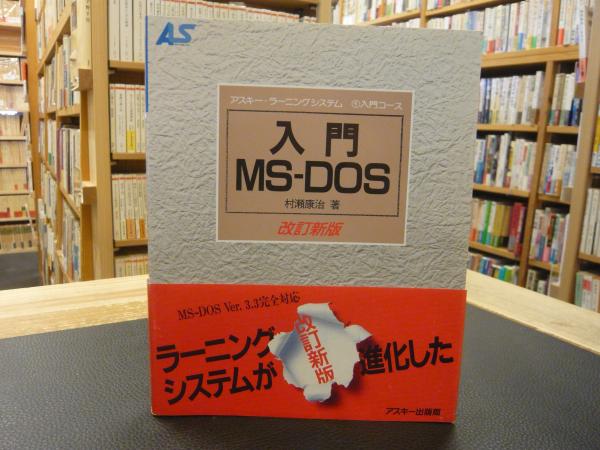 AS
アスキー・ラーニングシステム ①入門コース
入門
MS-DOS
村瀬康治 著
改訂新版
MS-DOS Ver. 3.3完全対応
ラーニング
システムが
改訂新版
進化した
アスキー出版局